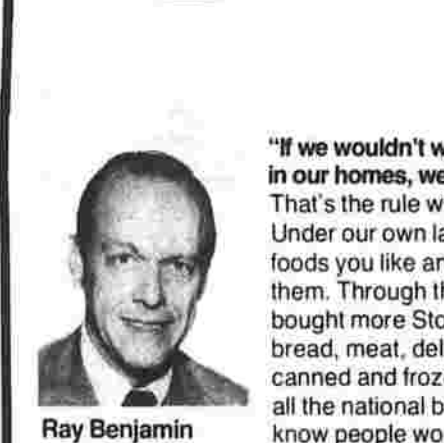 "If we wouldn't w
in our homes, we
That's the rule w
Under our own la
foods you like an
them. Through th
bought more Sto
bread, meat, del
canned and froz
all the national b
know people wo
Ray Benjamin